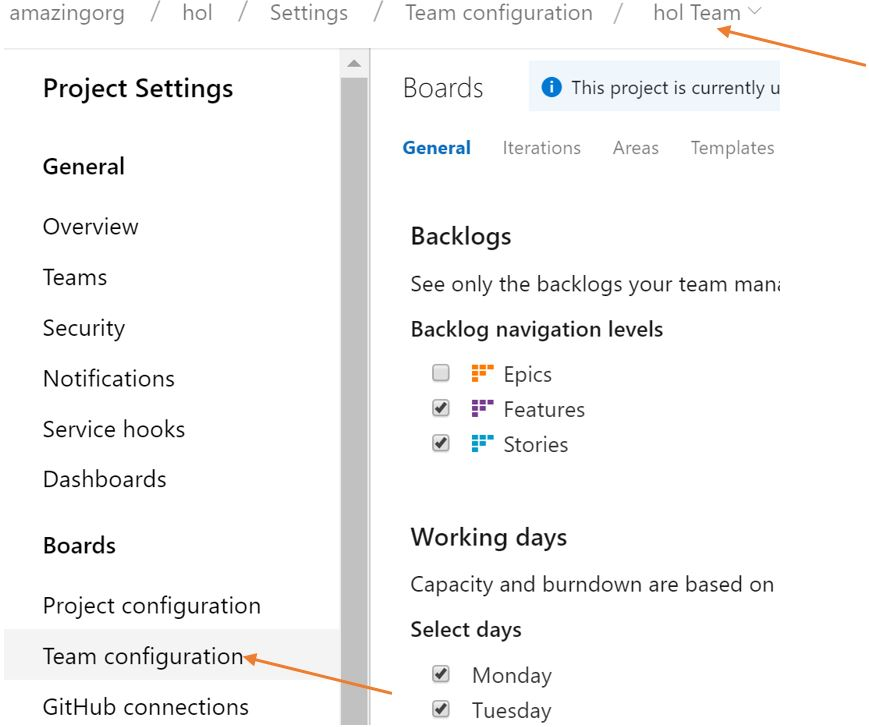 amazingorg / hol / Settings / Team configuration / hol Team
Project Settings
General
Overview
Teams
Security
Notifications
Service hooks
Dashboards
Boards
Project configuration
Team configuration
GitHub connections
Boards
This project is currently u
General Iterations Areas Templates
Backlogs
See only the backlogs your team mana
Backlog navigation levels
Epics
Features
Stories
Working days
Capacity and burndown are based on
Select days
Monday
Tuesday